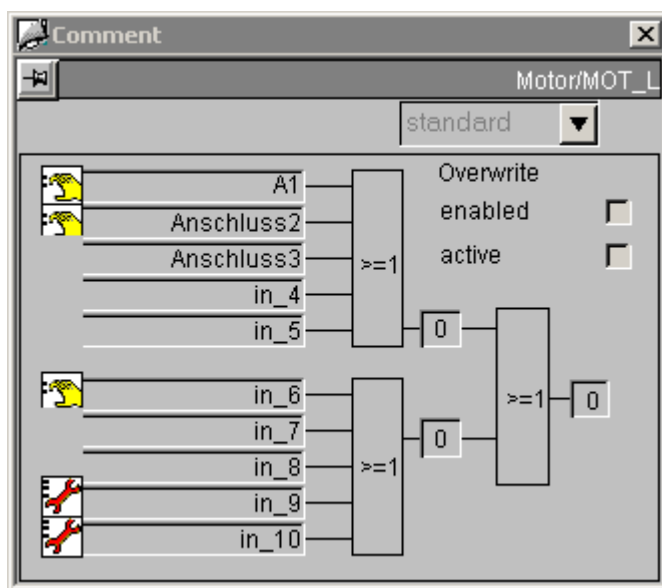 Comment
Motor/MOT_L
standard
Overwrite
enabled
active
A1
Anschluss2
Anschluss3
in_4
in_5
>=1
0
in_6
in_7
in_8
in_9
in_10
>=1
0
>=1
0